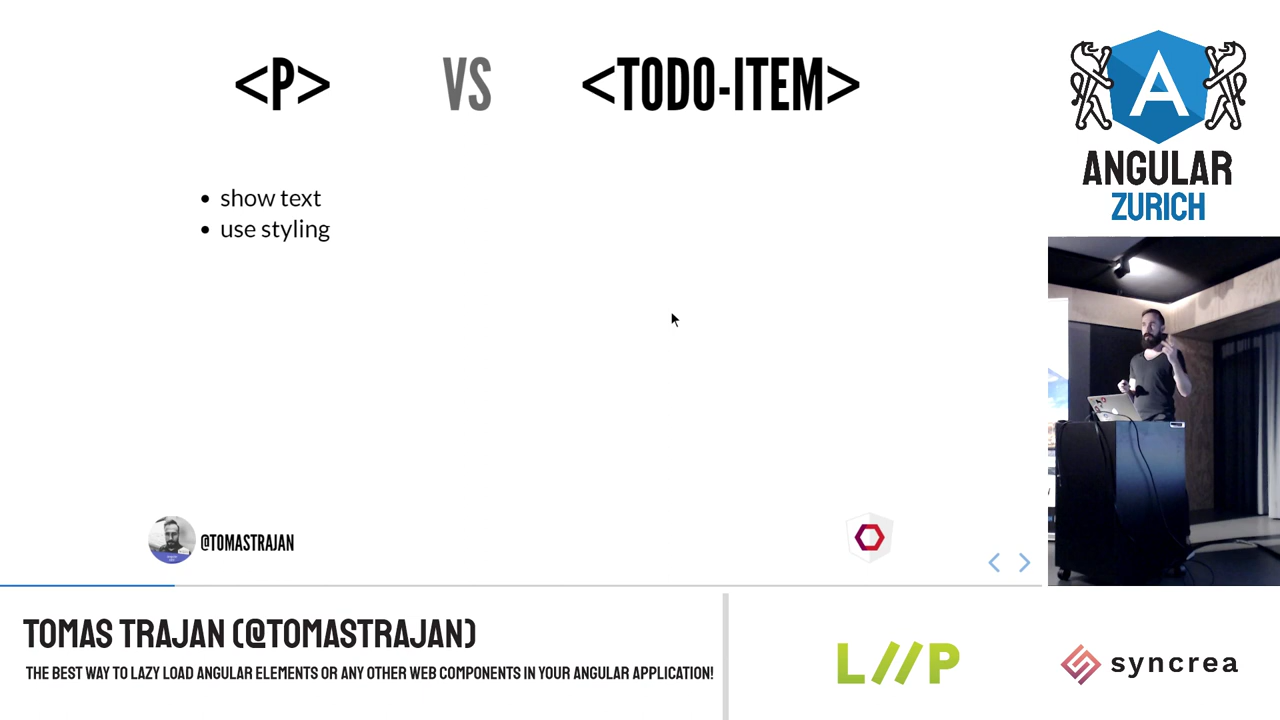 <P> VS <TODO-ITEM>
• show text
• use styling
@TOMASTRAJAN
ANGULAR
ZURICH
TOMAS TRAJAN (@TOMASTRAJAN)
THE BEST WAY TO LAZY LOAD ANGULAR ELEMENTS OR ANY OTHER WEB COMPONENTS IN YOUR ANGULAR APPLICATION!
LIIP
syncrea